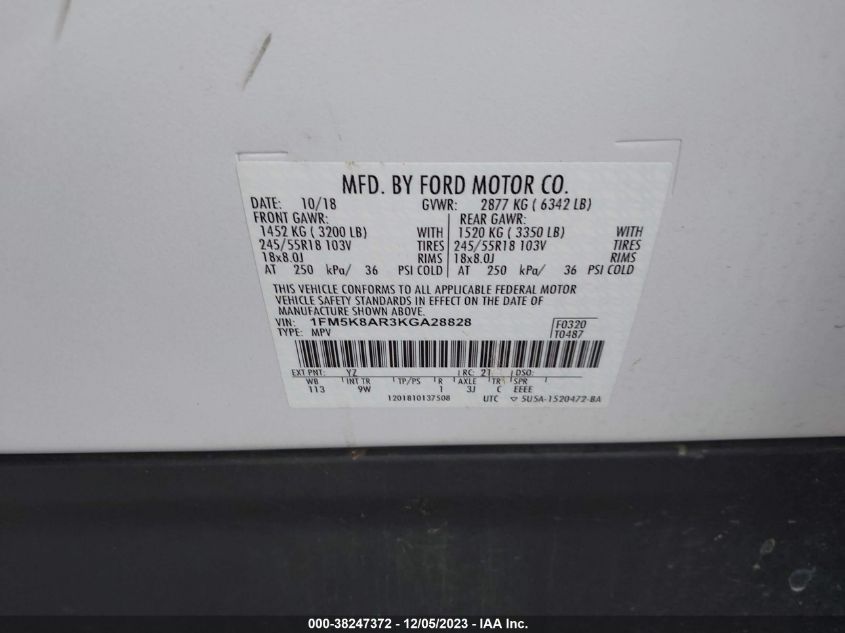 MFD. BY FORD MOTOR CO.
DATE: 10/18 GVWR: 2877 KG ( 6342 LB)
FRONT GAWR: REAR GAWR:
1452 KG ( 3200 LB) WITH 1520 KG ( 3350 LB) WITH
245/55R18 103V TIRES 245/55R18 103V TIRES
18x8.0J RIMS 18x8.0J RIMS
AT 250 kPa/ 36 PSI COLD AT 250 kPa/ 36 PSI COLD
THIS VEHICLE CONFORMS TO ALL APPLICABLE FEDERAL MOTOR
VEHICLE SAFETY STANDARDS IN EFFECT ON THE DATE OF
MANUFACTURE SHOWN ABOVE.
VIN: 1FM5K8AR3KGA28828 F0320
TYPE: MPV T0487
EXT PNT: YZ RC: 21 DSO:
WB INT TR TP/PS R AXLE TR SPR
113 9W 1 3J C EEEE
1201810137508 UTC ▽ 5U5A-1520472-BA
000-38247372 - 12/05/2023 - IAA Inc.